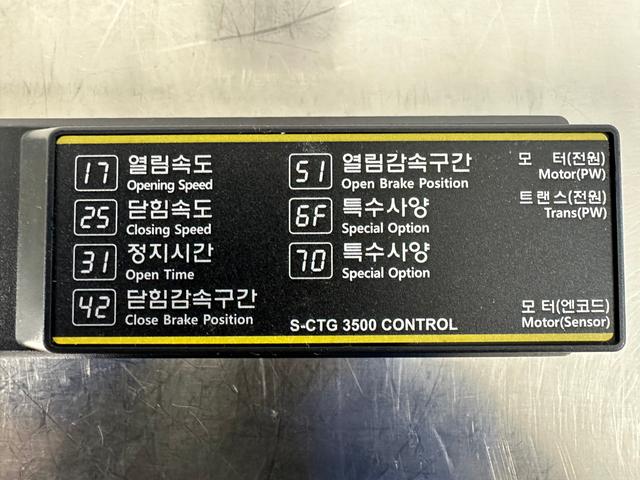 17 열림속도
Opening Speed
25 닫힘속도
Closing Speed
31 정지시간
Open Time
42 닫힘감속구간
Close Brake Position
51 열림감속구간
Open Brake Position
6F 특수사양
Special Option
70 특수사양
Special Option
S-CTG 3500 CONTROL
모 터(전원)
Motor(PW)
트랜스(전원)
Trans(PW)
모 터(엔코드)
Motor(Sensor)